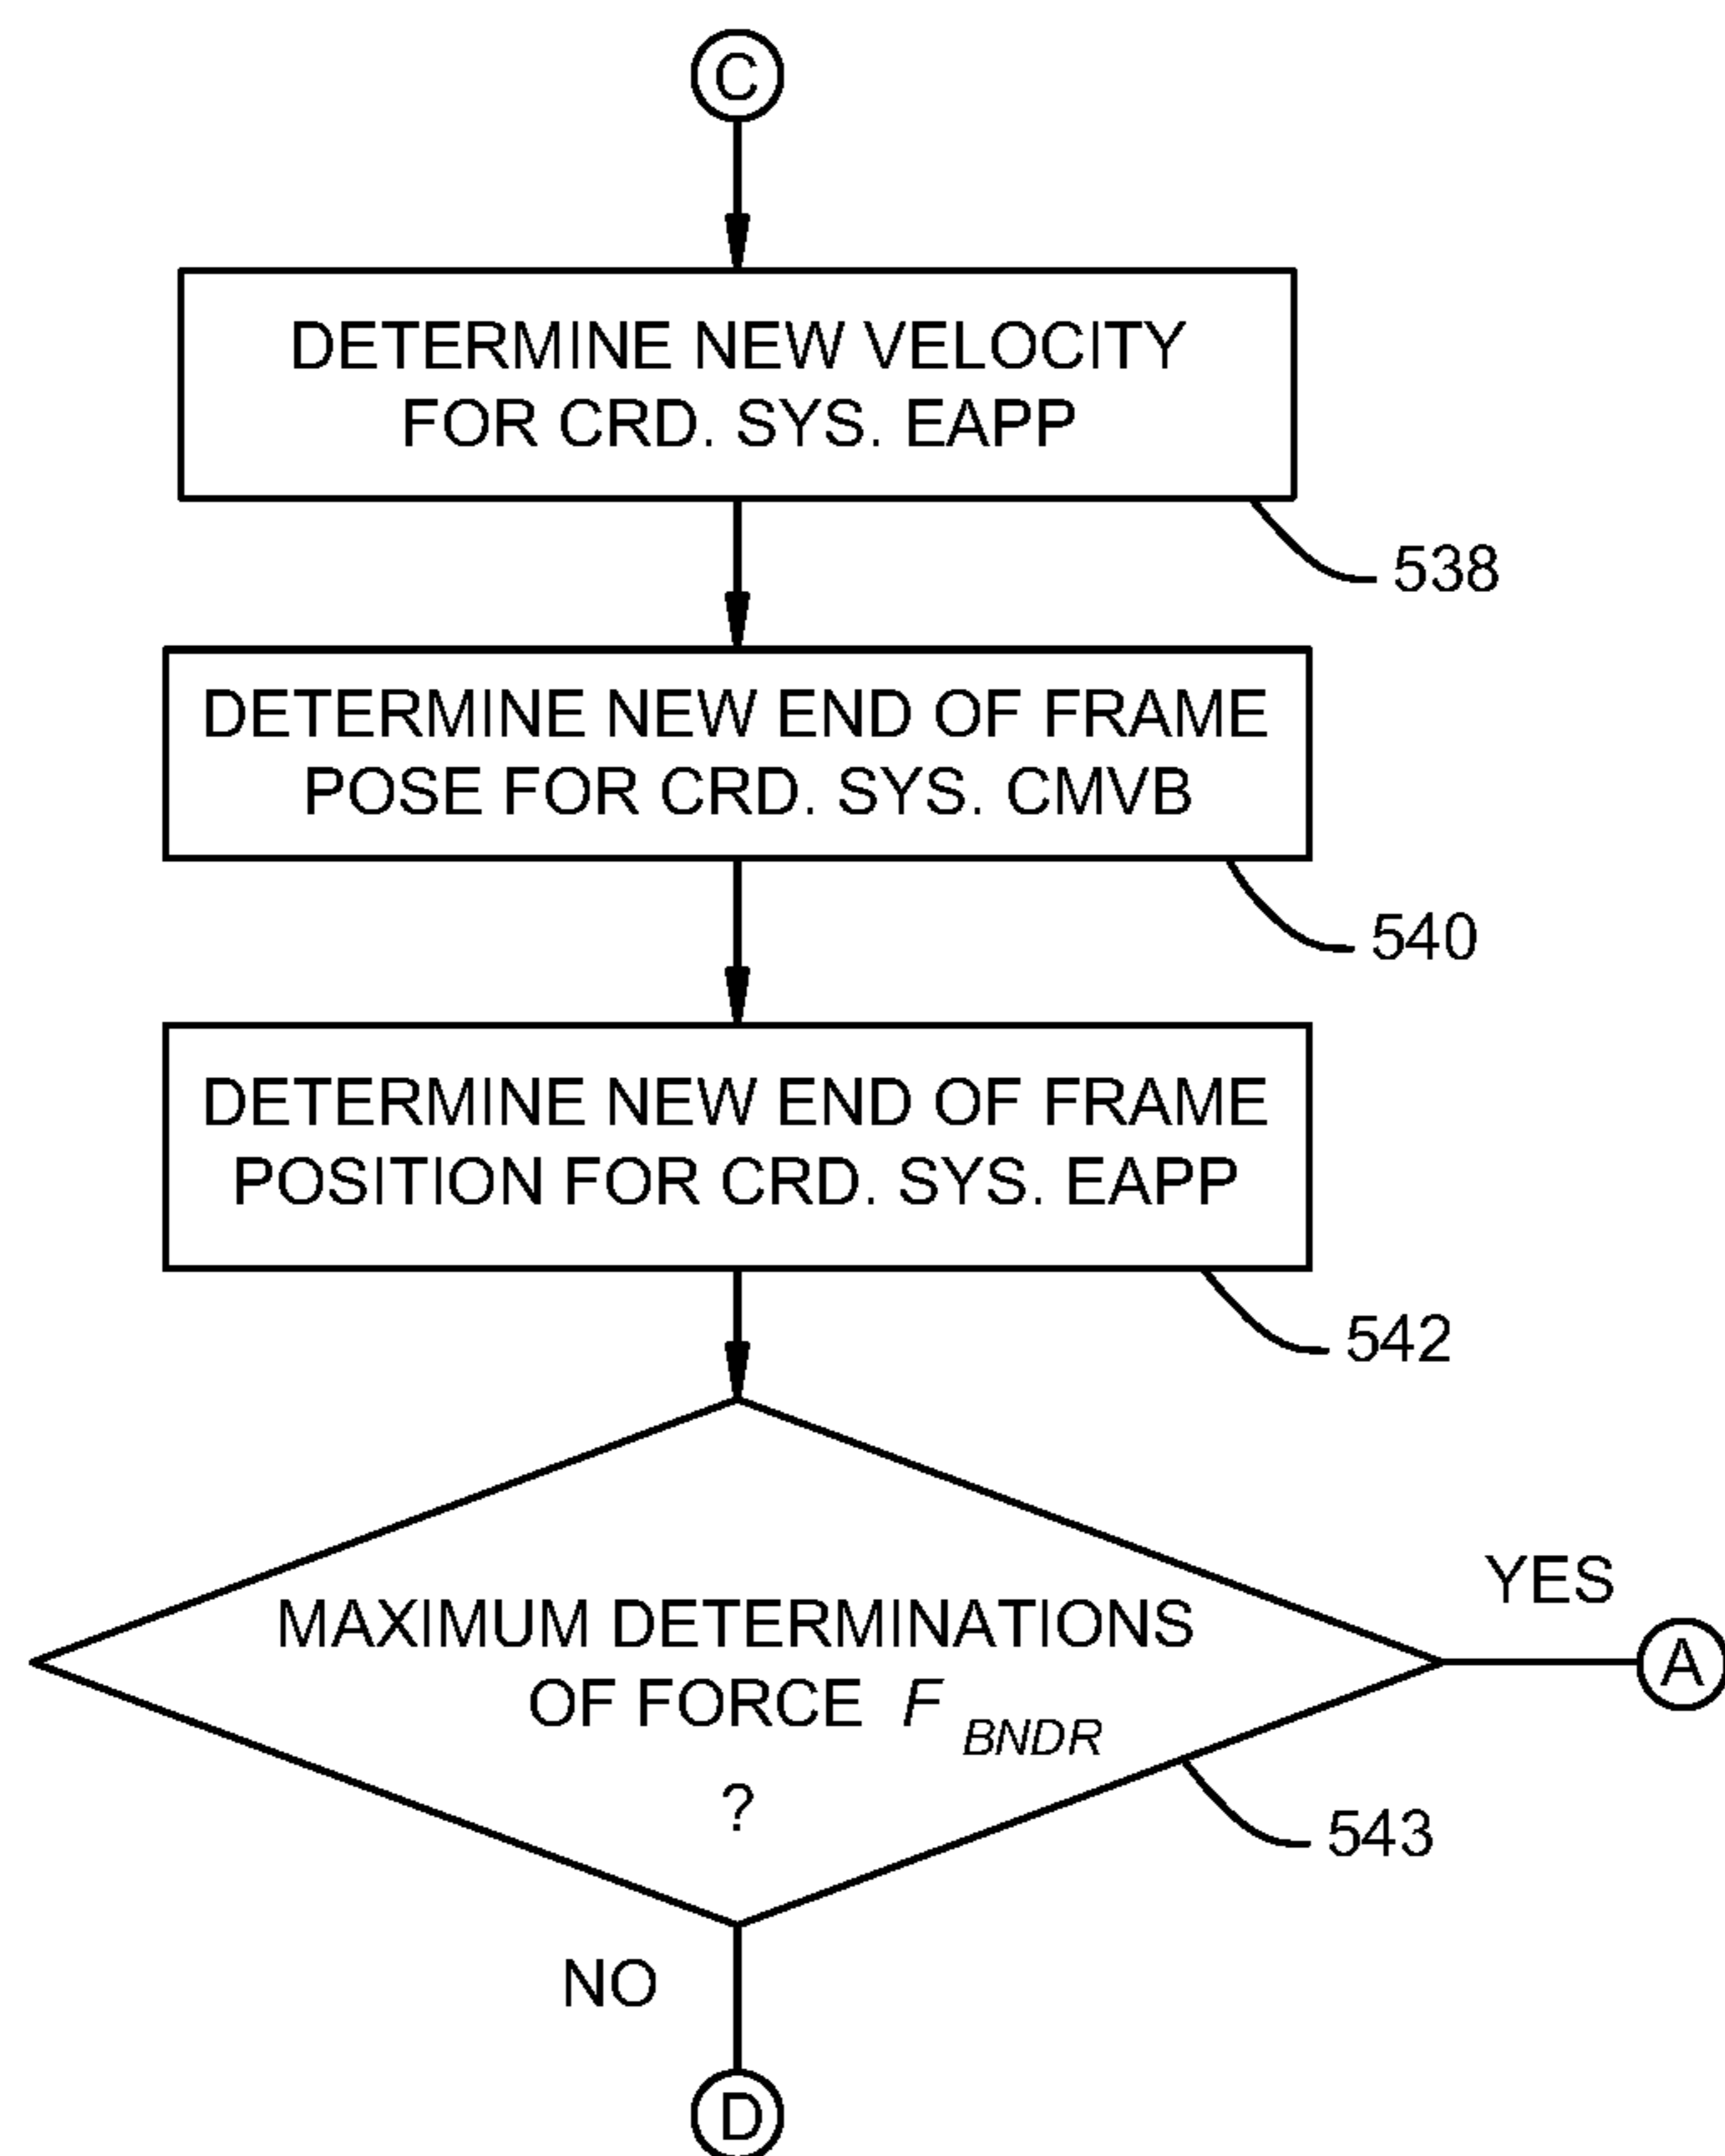 C
DETERMINE NEW VELOCITY
FOR CRD. SYS. EAPP
538
DETERMINE NEW END OF FRAME
POSE FOR CRD. SYS. CMVB
540
DETERMINE NEW END OF FRAME
POSITION FOR CRD. SYS. EAPP
542
MAXIMUM DETERMINATIONS
OF FORCE F BNDR
?
543
YES
A
NO
D